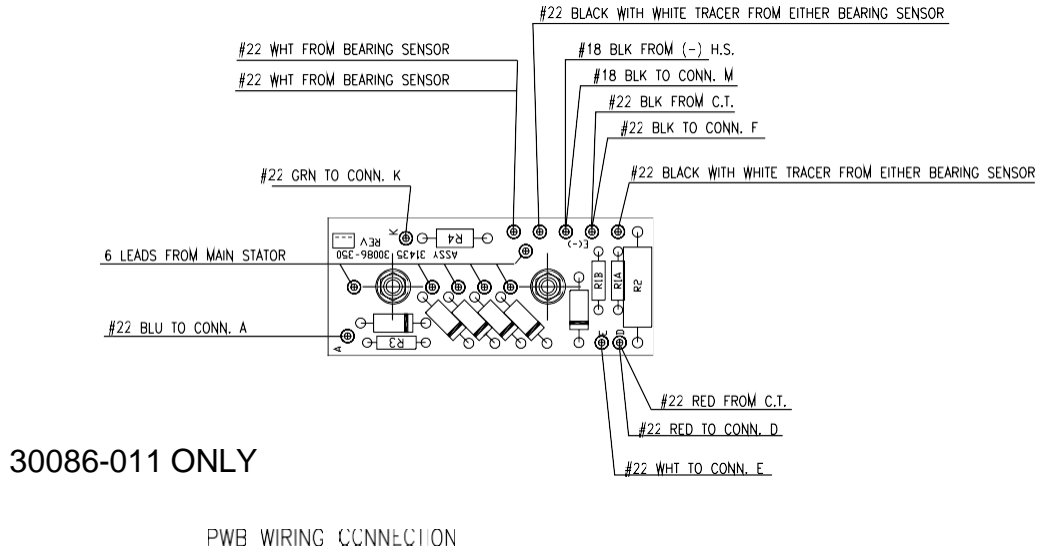 #22 BLACK WITH WHITE TRACER FROM EITHER BEARING SENSOR
#22 WHT FROM BEARING SENSOR
#18 BLK FROM (-) H.S.
#22 WHT FROM BEARING SENSOR
#18 BLK TO CONN. M
#22 BLK FROM C.T.
#22 BLK TO CONN. F
#22 GRN TO CONN. K
#22 BLACK WITH WHITE TRACER FROM EITHER BEARING SENSOR
K
R4
REV
E(-)
ASSY 31435 30086-350
6 LEADS FROM MAIN STATOR
R1B
R1A
R2
#22 BLU TO CONN. A
A
R3
E
D
#22 RED FROM C.T.
#22 RED TO CONN. D
30086-011 ONLY
#22 WHT TO CONN. E
PWB WIRING CONNECTION